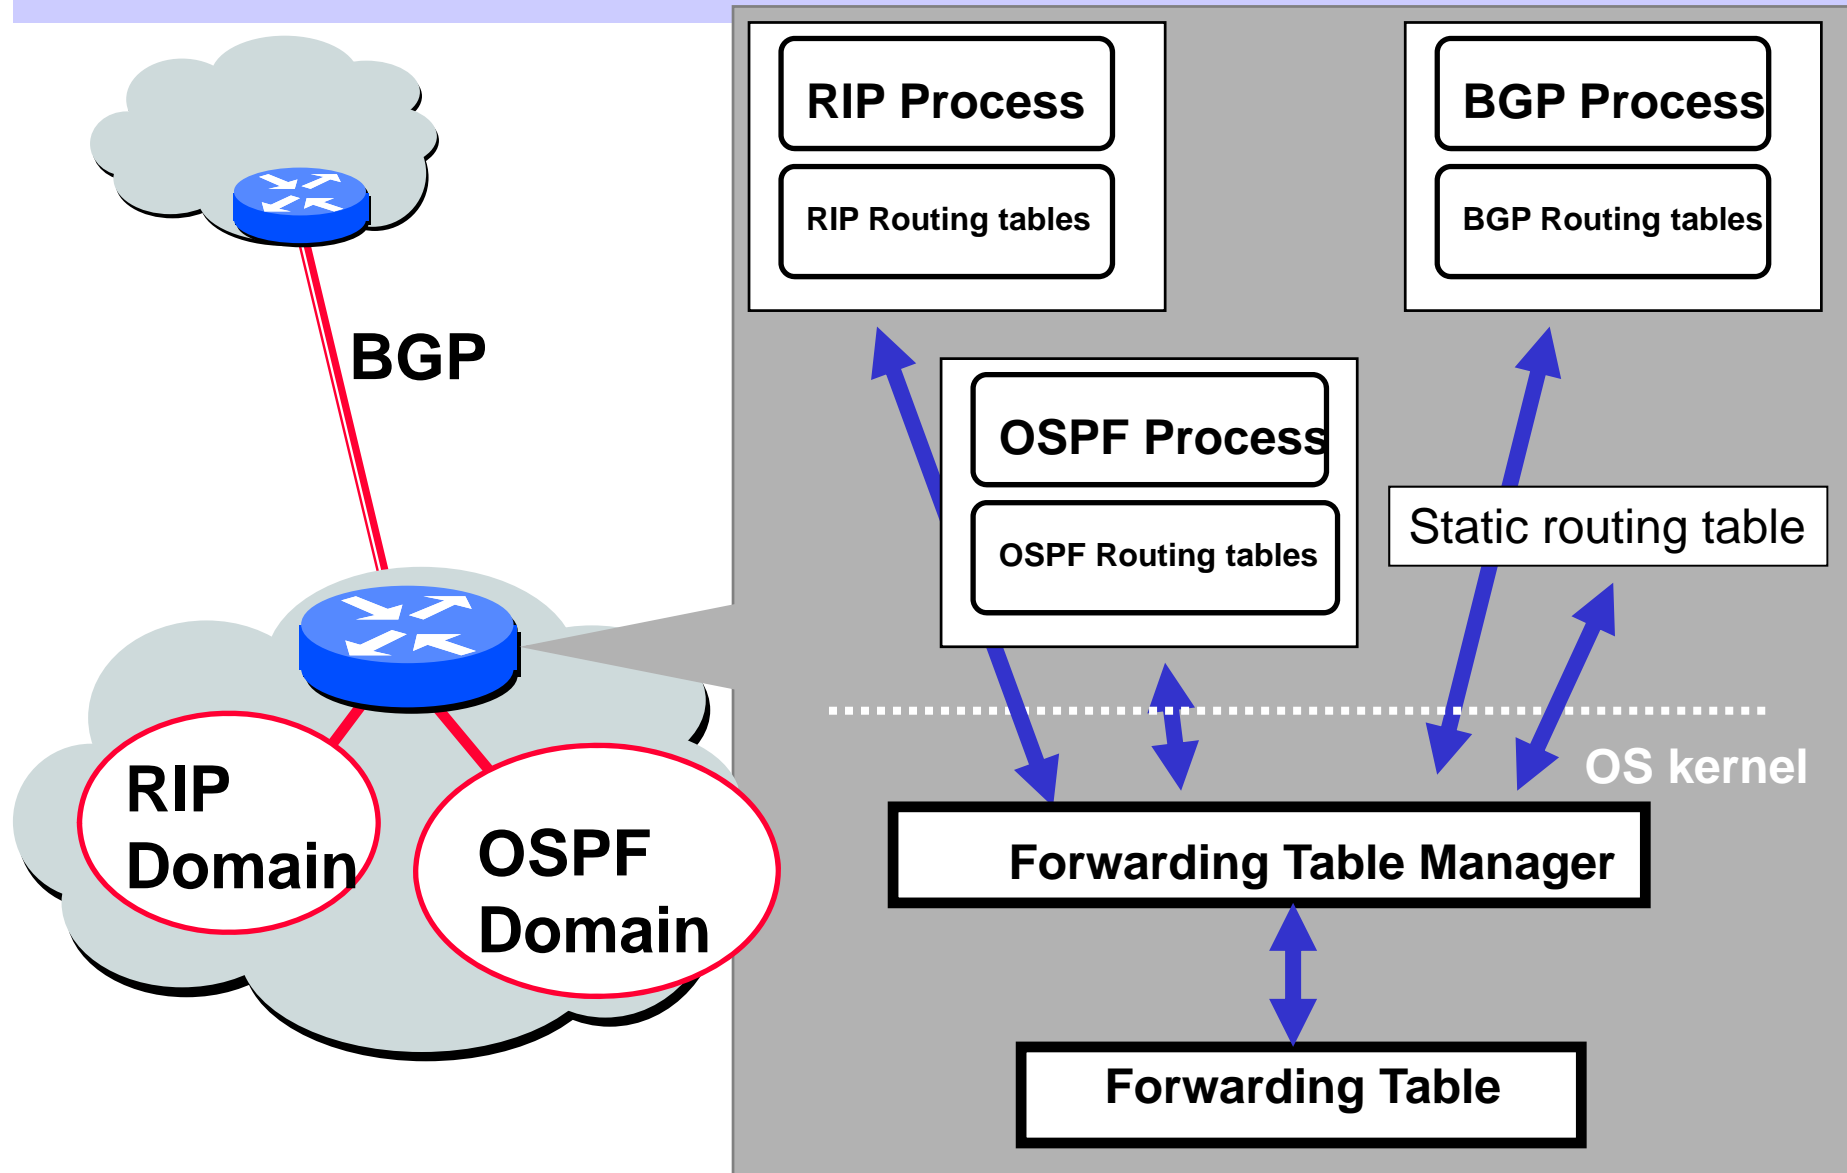 BGP
RIP
Domain
OSPF
Domain
RIP Process
RIP Routing tables
BGP Process
BGP Routing tables
OSPF Process
OSPF Routing tables
Static routing table
OS kernel
Forwarding Table Manager
Forwarding Table